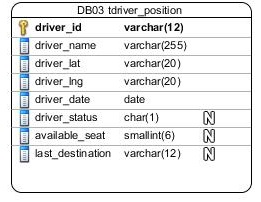 DB03 tdriver_position
driver_id varchar(12)
driver_name varchar(255)
driver_lat varchar(20)
driver_lng varchar(20)
driver_date date
driver_status char(1) N
available_seat smallint(6) N
last_destination varchar(12) N